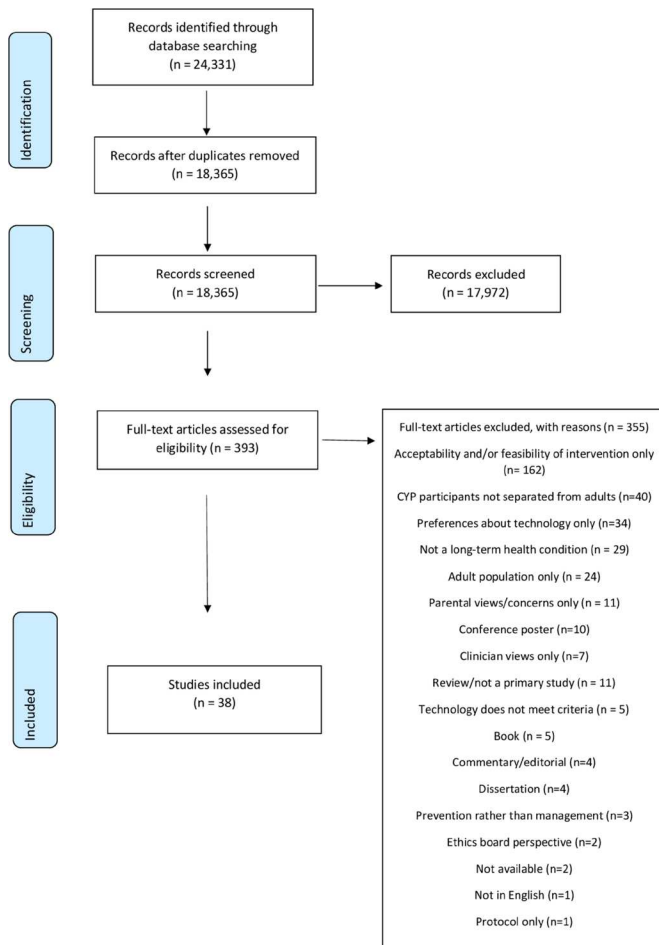 Identification
Records identified through
database searching
(n = 24,331)
Records after duplicates removed
(n = 18,365)
Screening
Records screened
(n = 18,365)
Records excluded
(n = 17,972)
Eligibility
Full-text articles assessed for
eligibility (n = 393)
Full-text articles excluded, with reasons (n = 355)
Acceptability and/or feasibility of intervention only
(n= 162)
CYP participants not separated from adults (n=40)
Preferences about technology only (n=34)
Not a long-term health condition (n = 29)
Adult population only (n = 24)
Parental views/concerns only (n = 11)
Conference poster (n=10)
Clinician views only (n=7)
Review/not a primary study (n = 11)
Technology does not meet criteria (n = 5)
Book (n = 5)
Commentary/editorial (n=4)
Dissertation (n=4)
Prevention rather than management (n=3)
Ethics board perspective (n=2)
Not available (n=2)
Not in English (n=1)
Protocol only (n=1)
Included
Studies included
(n = 38)